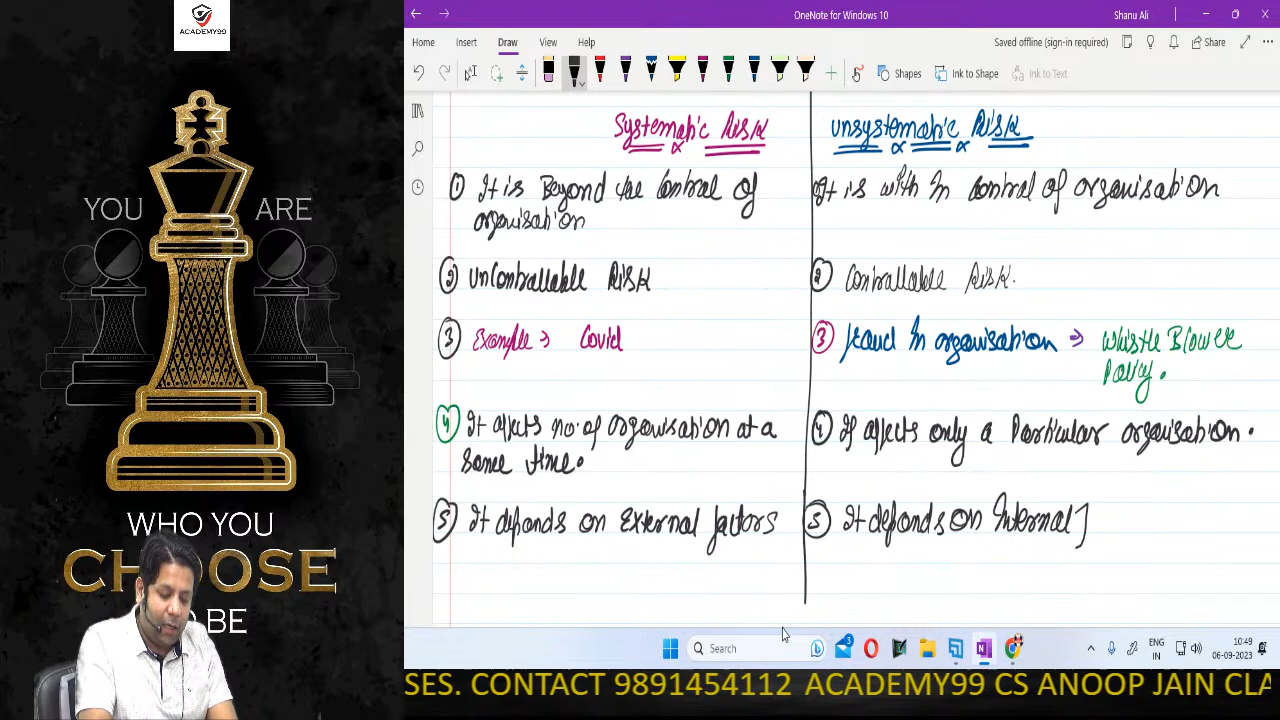 ACADEMY99
YOU ARE
WHO YOU
CHOOSE
TO BE
OneNote for Windows 10
Shanu Ali
Home Insert Draw View Help
Saved offline (sign-in required)
Share
Shapes
Ink to Shape
Ink to Text
Systematic Risk
① It is Beyond the Control of
organisation
② unControllable Risk
③ Example → Covid
④ It affects no. of organisation at a
same time.
⑤ It depends on External factors
unsystematic Risk
① It is with In control of organisation
② Controllable Risk.
③ fraud In organisation ⇒ Whistle Blower
Policy.
④ It affects only a Particular organisation.
⑤ It depends on Internal
Search
3
ENG
IN
10:49
06-09-2023
SES. CONTACT 9891454112 ACADEMY99 CS ANOOP JAIN CLA